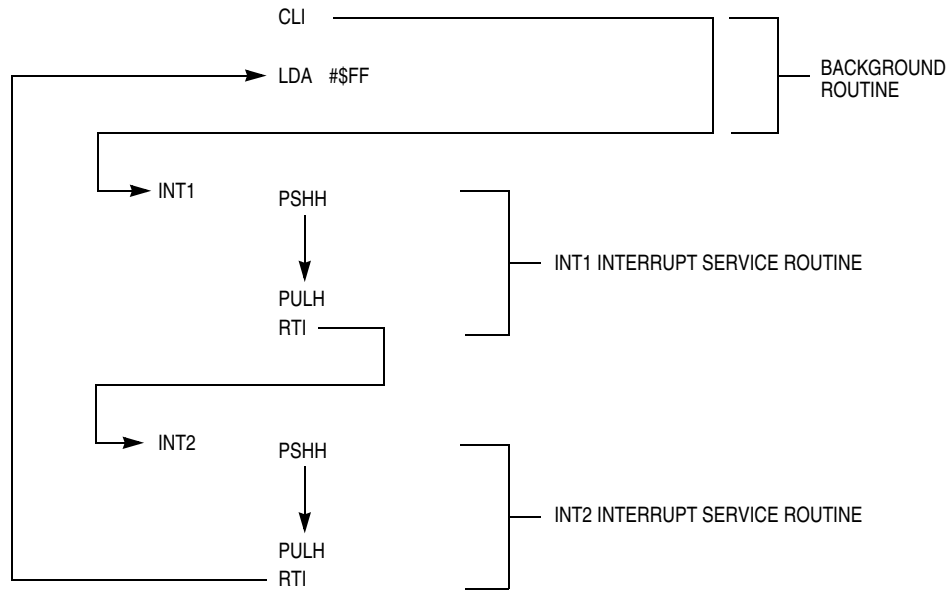 CLI
LDA #$FF
BACKGROUND
ROUTINE
INT1
PSHH
INT1 INTERRUPT SERVICE ROUTINE
PULH
RTI
INT2
PSHH
INT2 INTERRUPT SERVICE ROUTINE
PULH
RTI